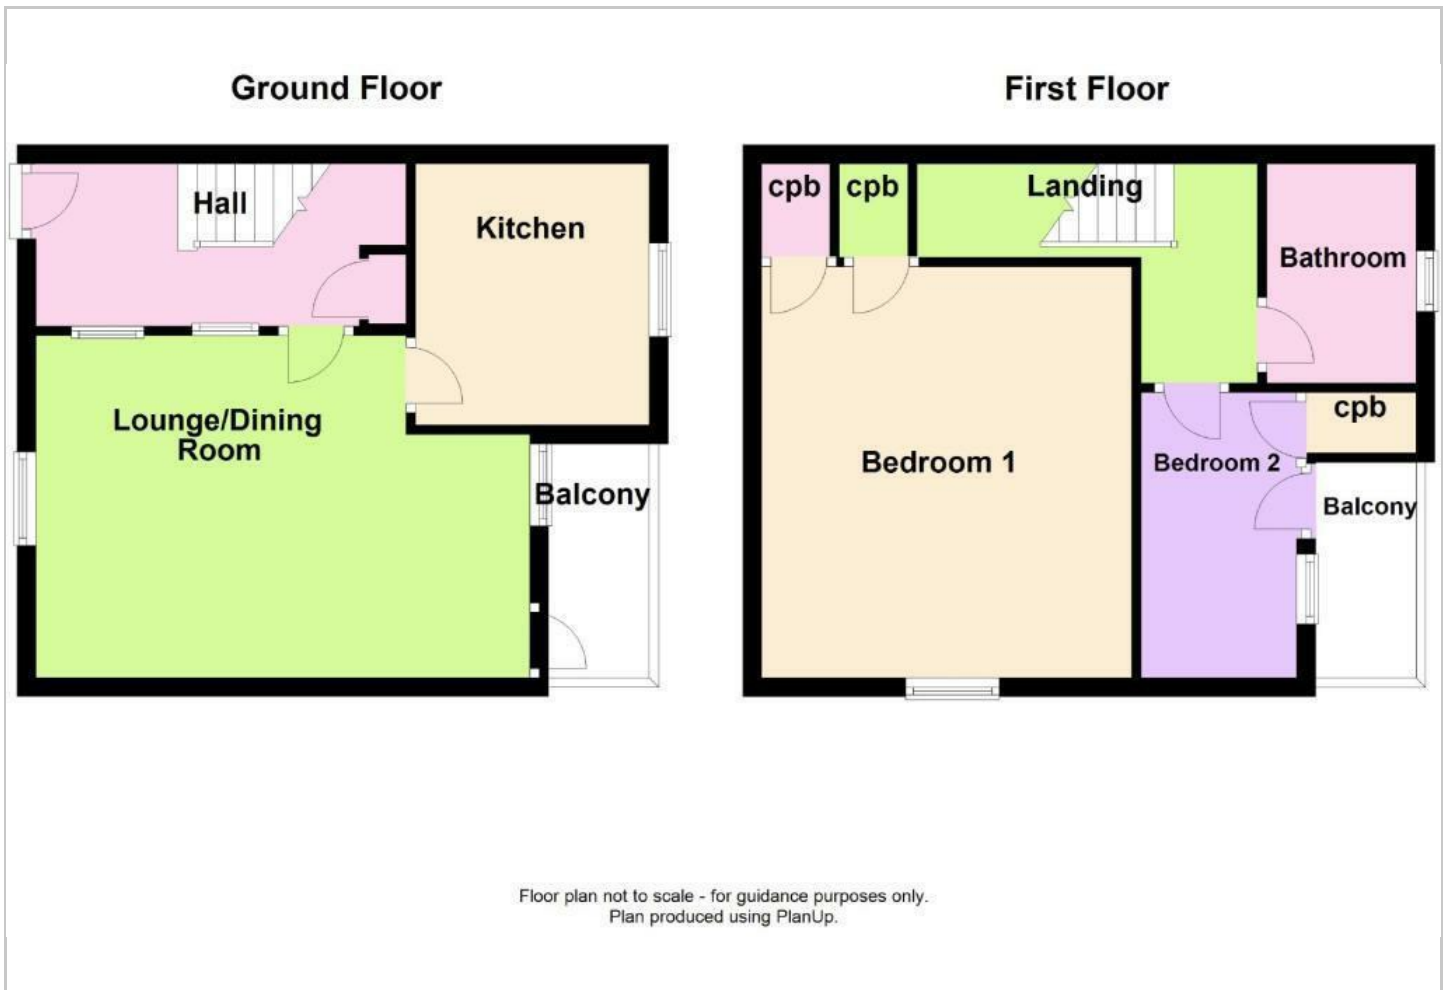 Ground Floor
Hall
Kitchen
Lounge/Dining
Room
Balcony
First Floor
cpb
cpb
Landing
Bathroom
cpb
Bedroom 1
Bedroom 2
Balcony
Floor plan not to scale - for guidance purposes only.
Plan produced using PlanUp.